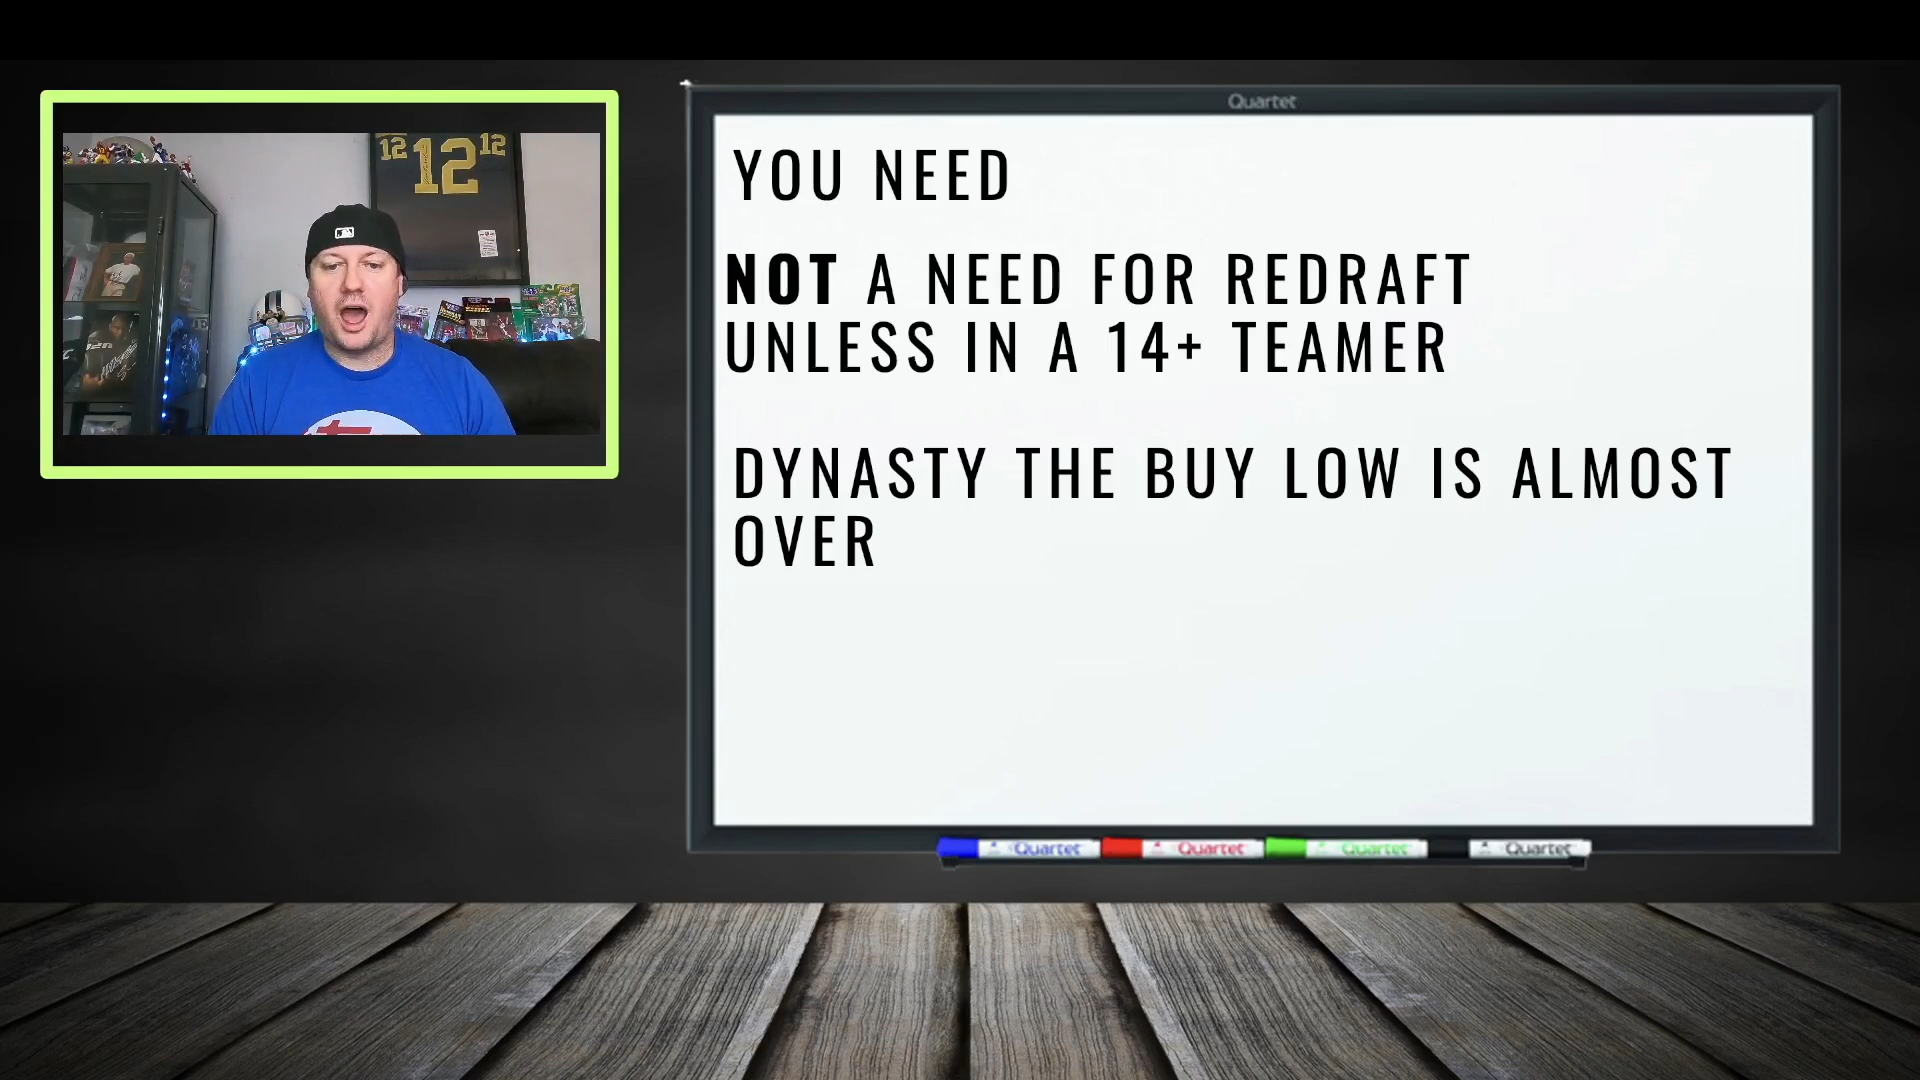 12 12 12
Quartet
YOU NEED
NOT A NEED FOR REDRAFT
UNLESS IN A 14+ TEAMER
DYNASTY THE BUY LOW IS ALMOST
OVER
Quartet Quartet Quartet Quartet